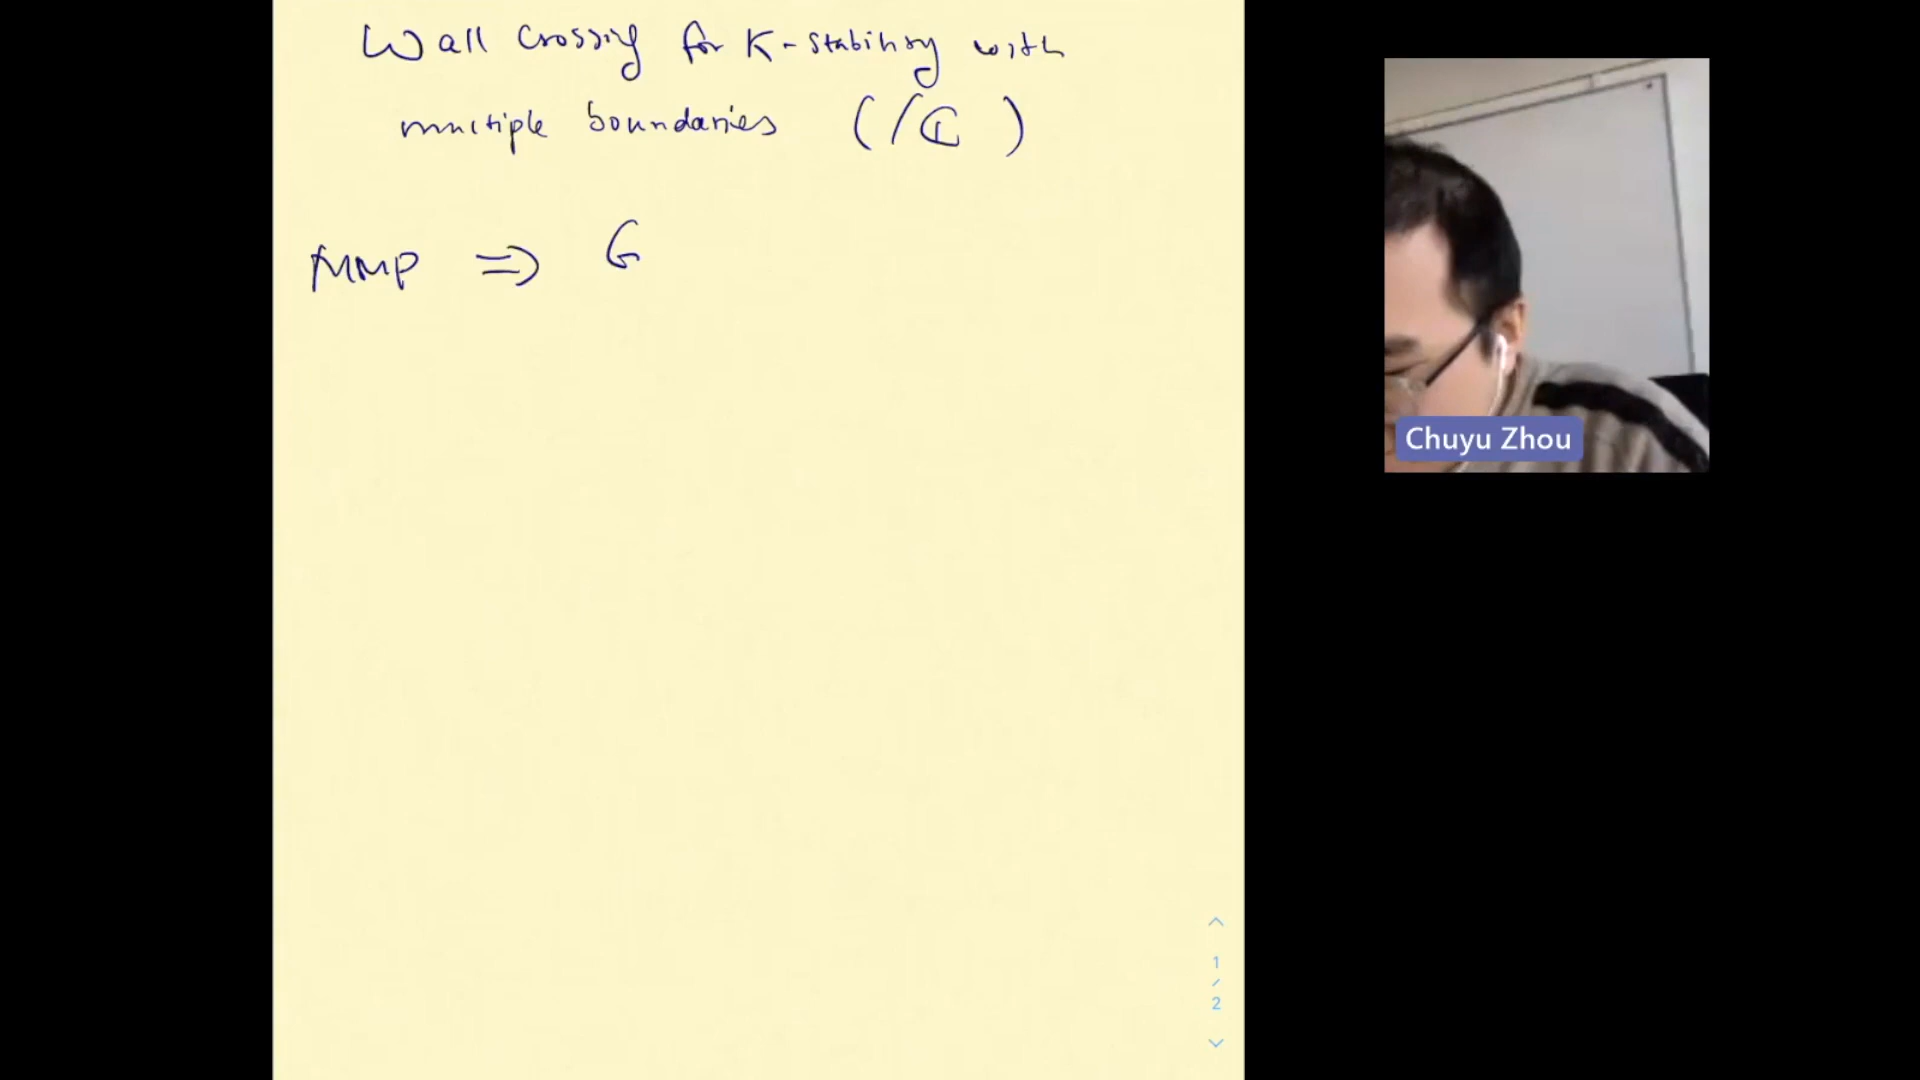 Wall Crossing for K-stability with
multiple boundaries (/ℂ)
MMP ⇒ G
Chuyu Zhou
1
/
2